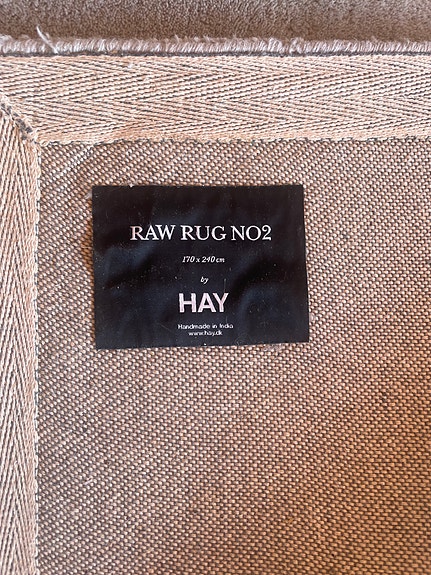 RAW RUG NO2
170 x 240 cm
by
HAY
Handmade in India
www.hay.dk